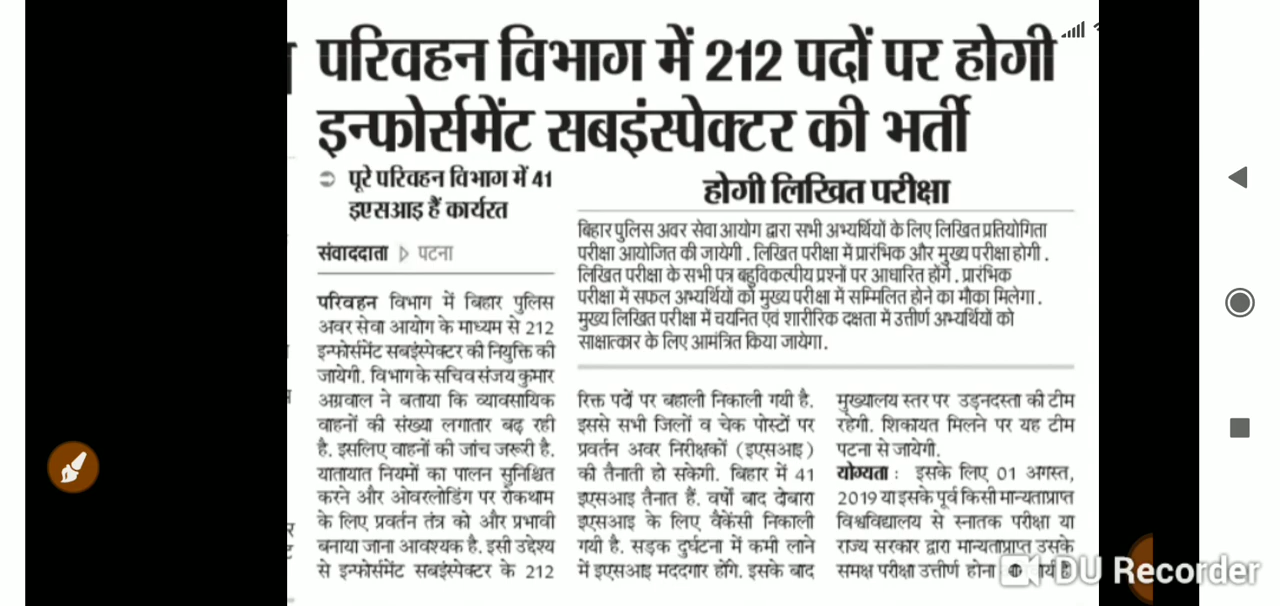 परिवहन विभाग में 212 पदों पर होगी
इन्फोर्समेंट सबइंस्पेक्टर की भर्ती
पूरे परिवहन विभाग में 41
इएसआइ हैं कार्यरत
संवाददाता ▷ पटना
परिवहन विभाग में बिहार पुलिस
अवर सेवा आयोग के माध्यम से 212
इन्फोर्समेंट सबइंस्पेक्टर की नियुक्ति की
जायेगी. विभाग के सचिव संजय कुमार
अग्रवाल ने बताया कि व्यावसायिक
वाहनों की संख्या लगातार बढ़ रही
है. इसलिए वाहनों की जांच जरूरी है.
यातायात नियमों का पालन सुनिश्चित
करने और ओवरलोडिंग पर रोकथाम
के लिए प्रवर्तन तंत्र को और प्रभावी
बनाया जाना आवश्यक है. इसी उद्देश्य
से इन्फोर्समेंट सबइंस्पेक्टर के 212
होगी लिखित परीक्षा
बिहार पुलिस अवर सेवा आयोग द्वारा सभी अभ्यर्थियों के लिए लिखित प्रतियोगिता
परीक्षा आयोजित की जायेगी . लिखित परीक्षा में प्रारंभिक और मुख्य परीक्षा होगी .
लिखित परीक्षा के सभी पत्र बहुविकल्पीय प्रश्नों पर आधारित होंगे . प्रारंभिक
परीक्षा में सफल अभ्यर्थियों को मुख्य परीक्षा में सम्मिलित होने का मौका मिलेगा .
मुख्य लिखित परीक्षा में चयनित एवं शारीरिक दक्षता में उत्तीर्ण अभ्यर्थियों को
साक्षात्कार के लिए आमंत्रित किया जायेगा .
रिक्त पदों पर बहाली निकाली गयी है.
इससे सभी जिलों व चेक पोस्टों पर
प्रवर्तन अवर निरीक्षकों (इएसआइ)
की तैनाती हो सकेगी. बिहार में 41
इएसआइ तैनात हैं. वर्षों बाद दोबारा
इएसआइ के लिए वैकेंसी निकाली
गयी है. सड़क दुर्घटना में कमी लाने
में इएसआइ मददगार होंगे. इसके बाद
मुख्यालय स्तर पर उड़नदस्ता की टीम
रहेगी. शिकायत मिलने पर यह टीम
पटना से जायेगी.
योग्यता : इसके लिए 01 अगस्त,
2019 या इसके पूर्व किसी मान्यताप्राप्त
विश्वविद्यालय से स्नातक परीक्षा या
राज्य सरकार द्वारा मान्यताप्राप्त उसके
समक्ष परीक्षा उत्तीर्ण होना
DU Recorder